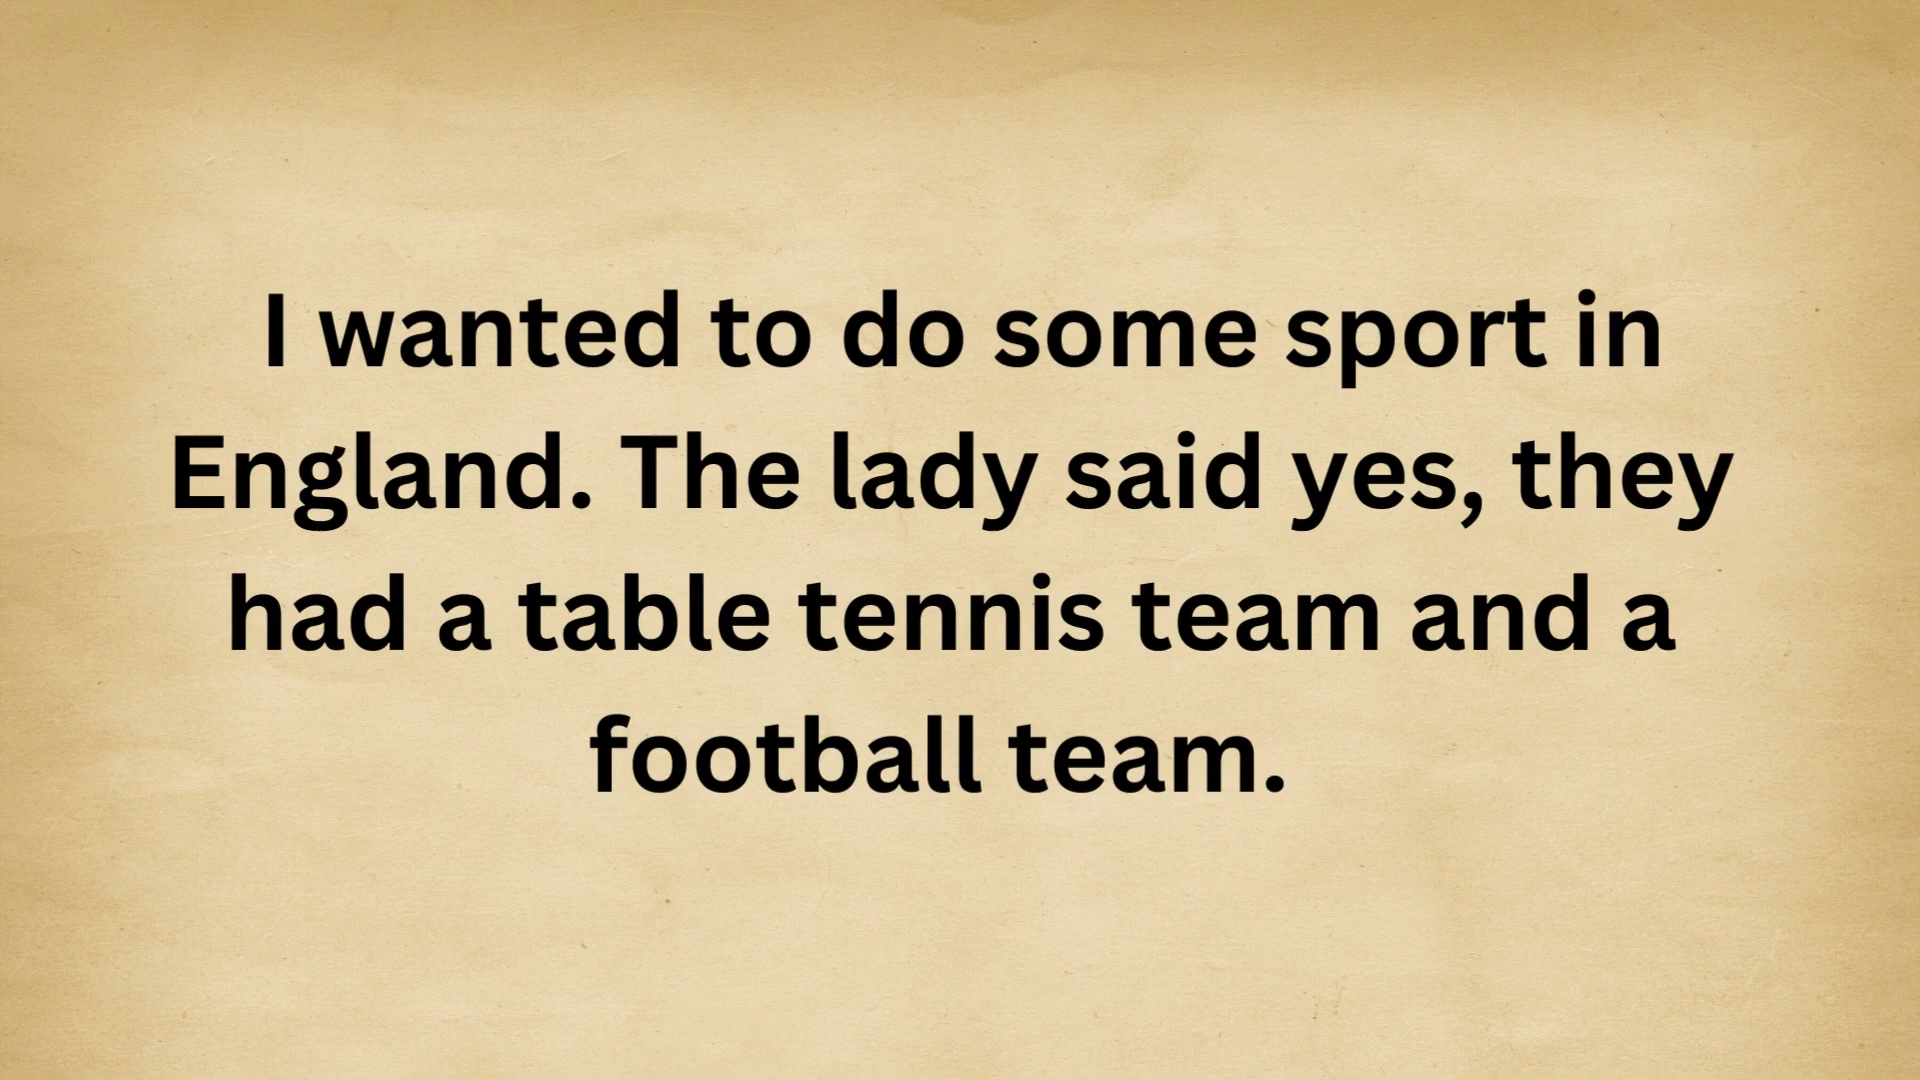 I wanted to do some sport in
England. The lady said yes, they
had a table tennis team and a
football team.